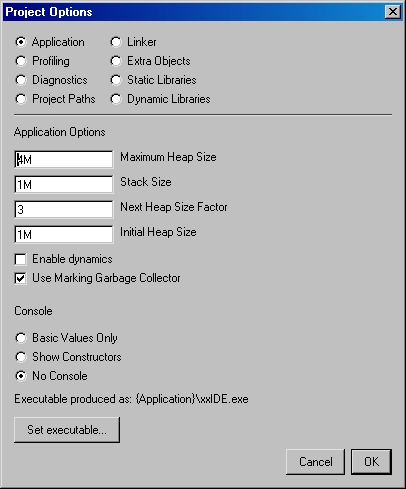 Project Options
Application Linker
Profiling Extra Objects
Diagnostics Static Libraries
Project Paths Dynamic Libraries
Application Options
4M Maximum Heap Size
1M Stack Size
3 Next Heap Size Factor
1M Initial Heap Size
Enable dynamics
Use Marking Garbage Collector
Console
Basic Values Only
Show Constructors
No Console
Executable produced as: {Application}\xxIDE.exe
Set executable...
Cancel OK